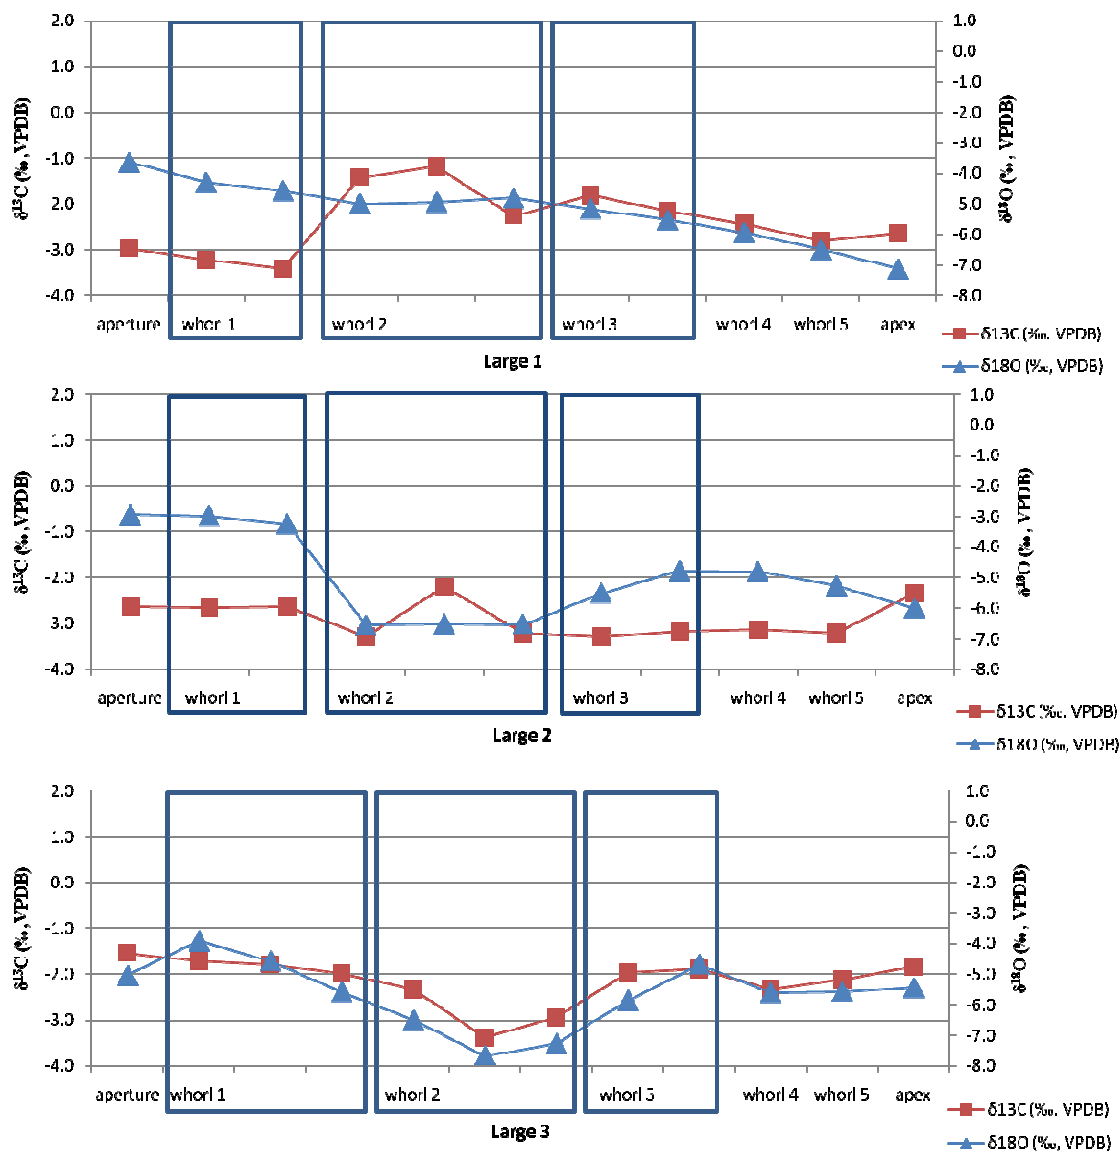 2.0
1.0
0.0
-1.0
2.0
-3.0
-4.0
δ¹³C (‰, VPDB)
1.0
0.0
-1.0
-2.0
-3.0
-4.0
-5.0
-6.0
-7.0
-8.0
δ¹⁸O (‰, VPDB)
aperture whorl 1 whorl 2 whorl 3 whorl 4 whorl 5 apex
Large 1
δ13C (‰, VPDB)
δ18O (‰, VPDB)
2.0
1.0
0.0
-1.0
-2.0
3.0
-4.0
δ¹³C (‰, VPDB)
1.0
0.0
-1.0
-2.0
-3.0
-4.0
-5.0
-6.0
-7.0
-8.0
δ¹⁸O (‰, VPDB)
aperture whorl 1 whorl 2 whorl 3 whorl 4 whorl 5 apex
Large 2
δ13C (‰, VPDB)
δ18O (‰, VPDB)
2.0
1.0
0.0
-1.0
-2.0
-3.0
-4.0
δ¹³C (‰, VPDB)
1.0
0.0
-1.0
-2.0
-3.0
-4.0
-5.0
-6.0
-7.0
-8.0
δ¹⁸O (‰, VPDB)
aperture whorl 1 whorl 2 whorl 3 whorl 4 whorl 5 apex
Large 3
δ13C (‰, VPDB)
δ18O (‰, VPDB)